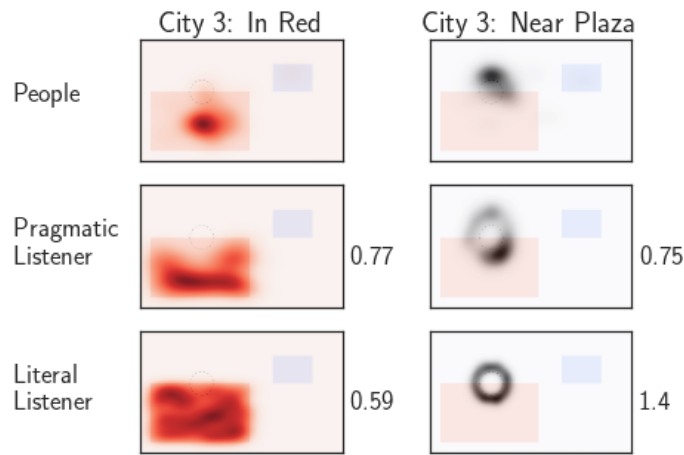 City 3: In Red
City 3: Near Plaza
People
Pragmatic
Listener
0.77
0.75
Literal
Listener
0.59
1.4